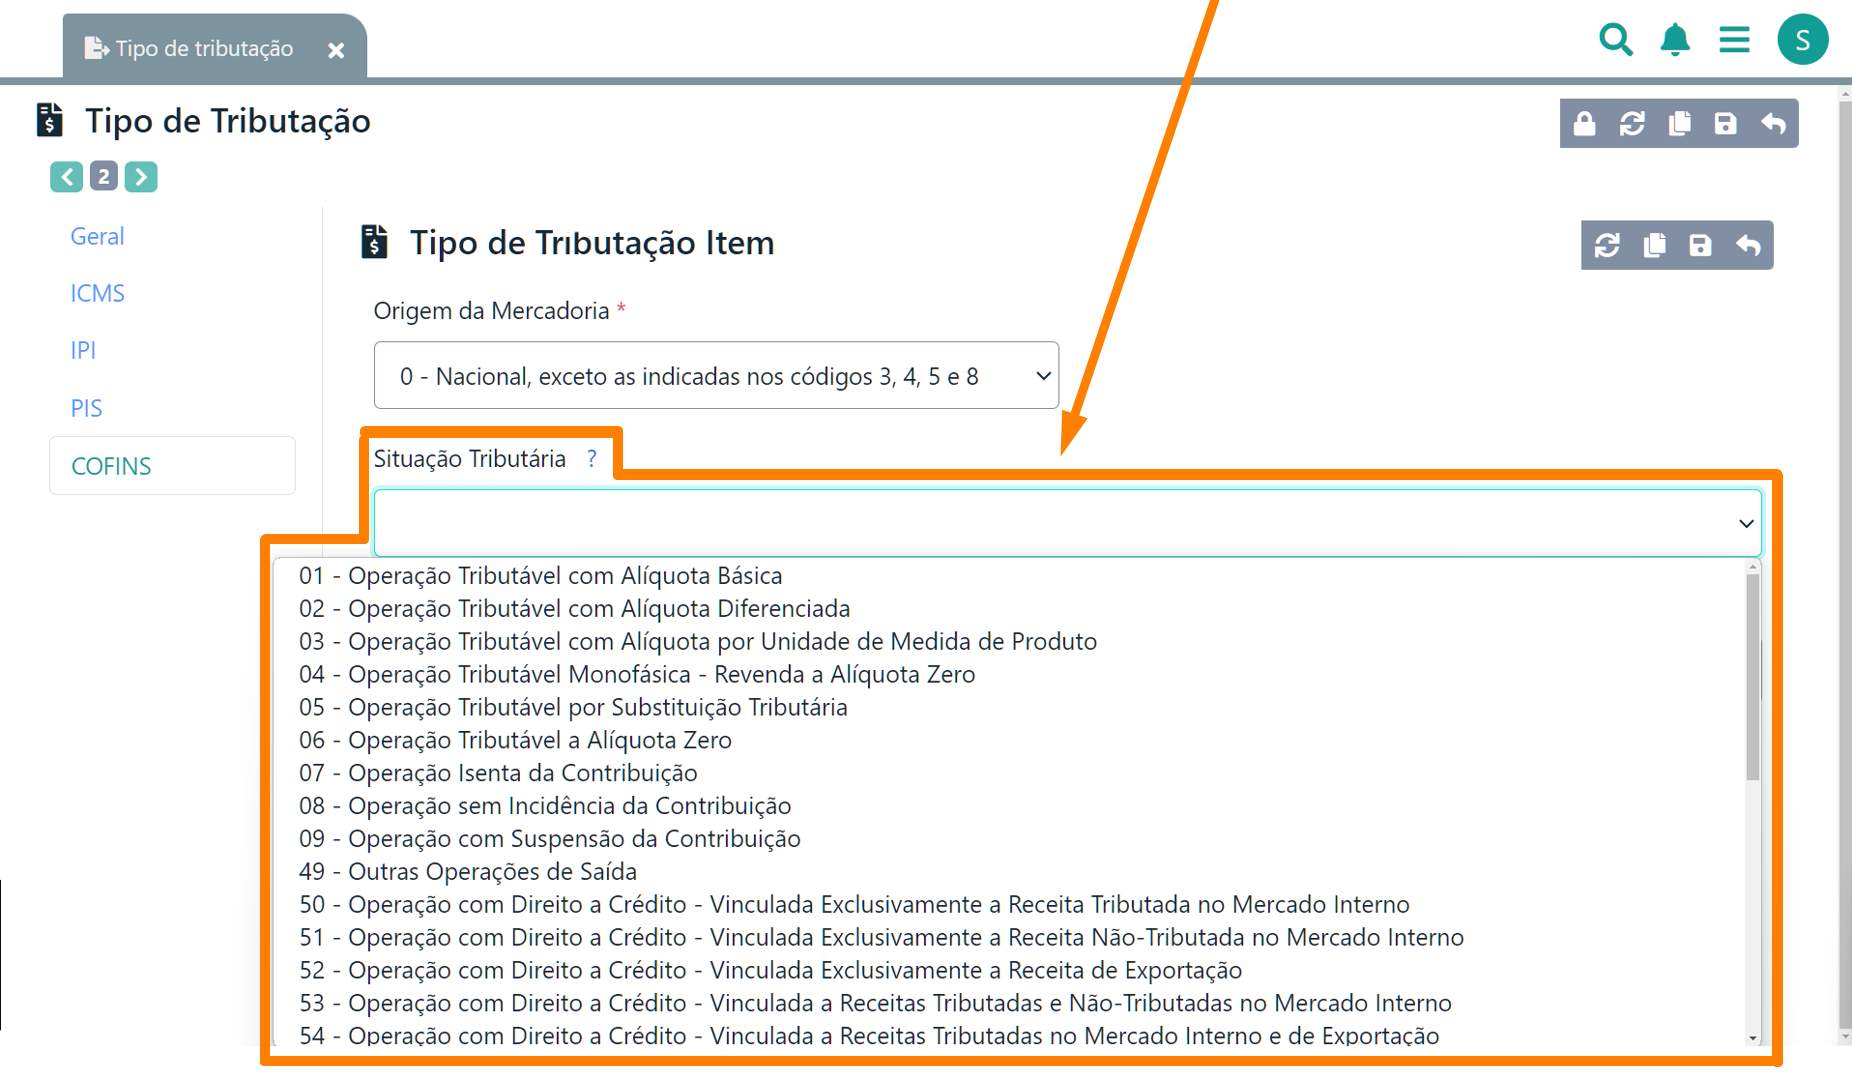 Tipo de tributação
S
Tipo de Tributação
2
Geral
ICMS
IPI
PIS
COFINS
Tipo de Tributação Item
Origem da Mercadoria *
0 - Nacional, exceto as indicadas nos códigos 3, 4, 5 e 8
Situação Tributária ?
01 - Operação Tributável com Alíquota Básica
02 - Operação Tributável com Alíquota Diferenciada
03 - Operação Tributável com Alíquota por Unidade de Medida de Produto
04 - Operação Tributável Monofásica - Revenda a Alíquota Zero
05 - Operação Tributável por Substituição Tributária
06 - Operação Tributável a Alíquota Zero
07 - Operação Isenta da Contribuição
08 - Operação sem Incidência da Contribuição
09 - Operação com Suspensão da Contribuição
49 - Outras Operações de Saída
50 - Operação com Direito a Crédito - Vinculada Exclusivamente a Receita Tributada no Mercado Interno
51 - Operação com Direito a Crédito - Vinculada Exclusivamente a Receita Não-Tributada no Mercado Interno
52 - Operação com Direito a Crédito - Vinculada Exclusivamente a Receita de Exportação
53 - Operação com Direito a Crédito - Vinculada a Receitas Tributadas e Não-Tributadas no Mercado Interno
54 - Operação com Direito a Crédito - Vinculada a Receitas Tributadas no Mercado Interno e de Exportação